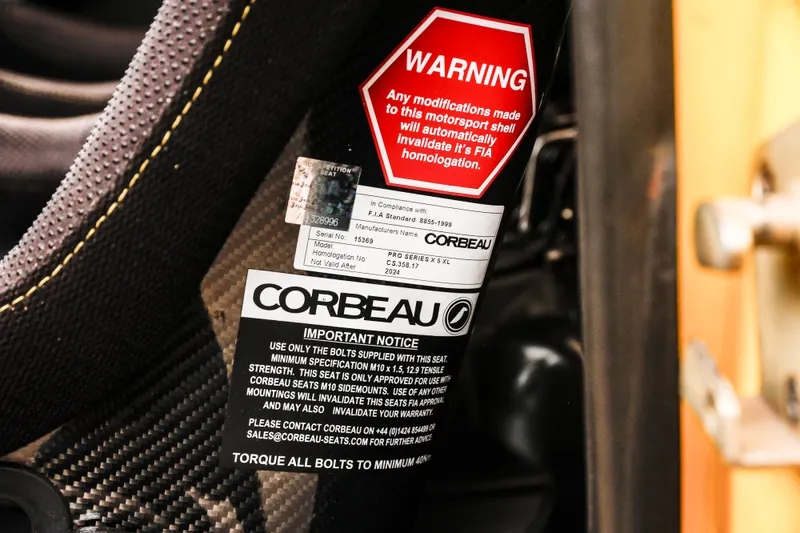 WARNING
Any modifications made
to this motorsport shell
will automatically
invalidate it's FIA
homologation.
COMPETITION
SEAT
328996
In Compliance with:
F.I.A Standard 8855-1999
Manufacturers Name CORBEAU
Serial No: 15369
Model PRO SERIES X 5 XL
Homologation No: CS.358.17
Not Valid After 2024
CORBEAU
IMPORTANT NOTICE
USE ONLY THE BOLTS SUPPLIED WITH THIS SEAT.
MINIMUM SPECIFICATION M10 x 1.5, 12.9 TENSILE
STRENGTH. THIS SEAT IS ONLY APPROVED FOR USE WITH
CORBEAU SEATS M10 SIDEMOUNTS. USE OF ANY OTHER
MOUNTINGS WILL INVALIDATE THIS SEATS FIA APPROVAL
AND MAY ALSO INVALIDATE YOUR WARRANTY.
PLEASE CONTACT CORBEAU ON +44 (0)1424 854499 OR
SALES@CORBEAU-SEATS.COM FOR FURTHER ADVICE
TORQUE ALL BOLTS TO MINIMUM 40N